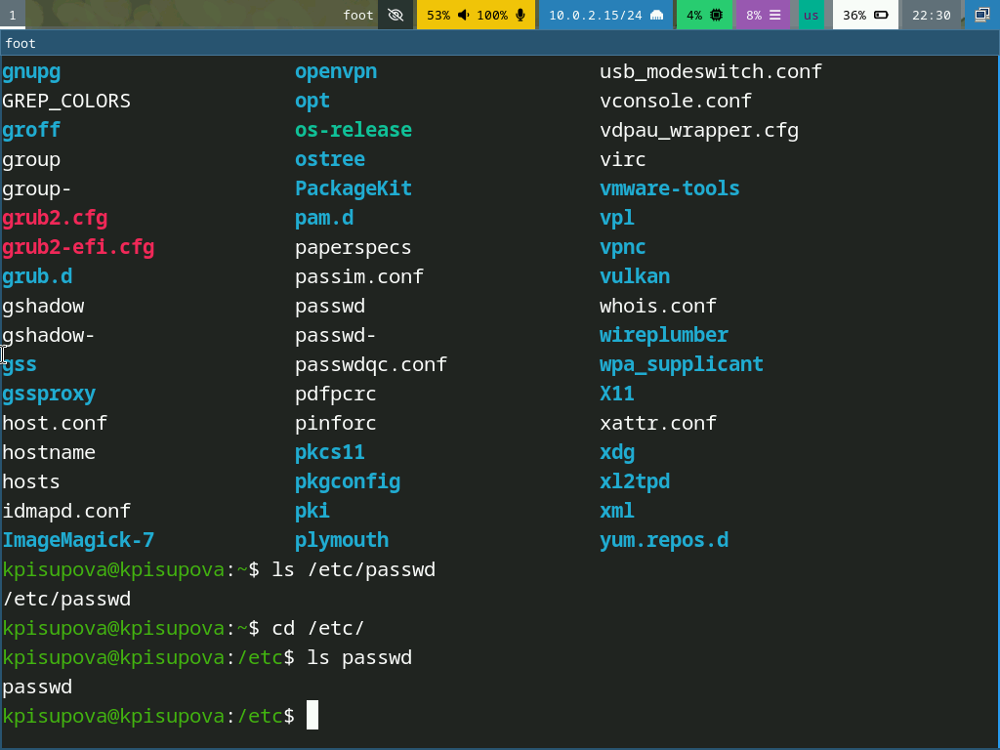 1 foot 53% 100% 10.0.2.15/24 4% 8% us 36% 22:30
foot
gnupg openvpn usb_modeswitch.conf
GREP_COLORS opt vconsole.conf
groff os-release vdpau_wrapper.cfg
group ostree virc
group- PackageKit vmware-tools
grub2.cfg pam.d vpl
grub2-efi.cfg paperspecs vpnc
grub.d passim.conf vulkan
gshadow passwd whois.conf
gshadow- passwd- wireplumber
gss passwdqc.conf wpa_supplicant
gssproxy pdfpcrc X11
host.conf pinforc xattr.conf
hostname pkcs11 xdg
hosts pkgconfig xl2tpd
idmapd.conf pki xml
ImageMagick-7 plymouth yum.repos.d
kpisupova@kpisupova:~$ ls /etc/passwd
/etc/passwd
kpisupova@kpisupova:~$ cd /etc/
kpisupova@kpisupova:/etc$ ls passwd
passwd
kpisupova@kpisupova:/etc$